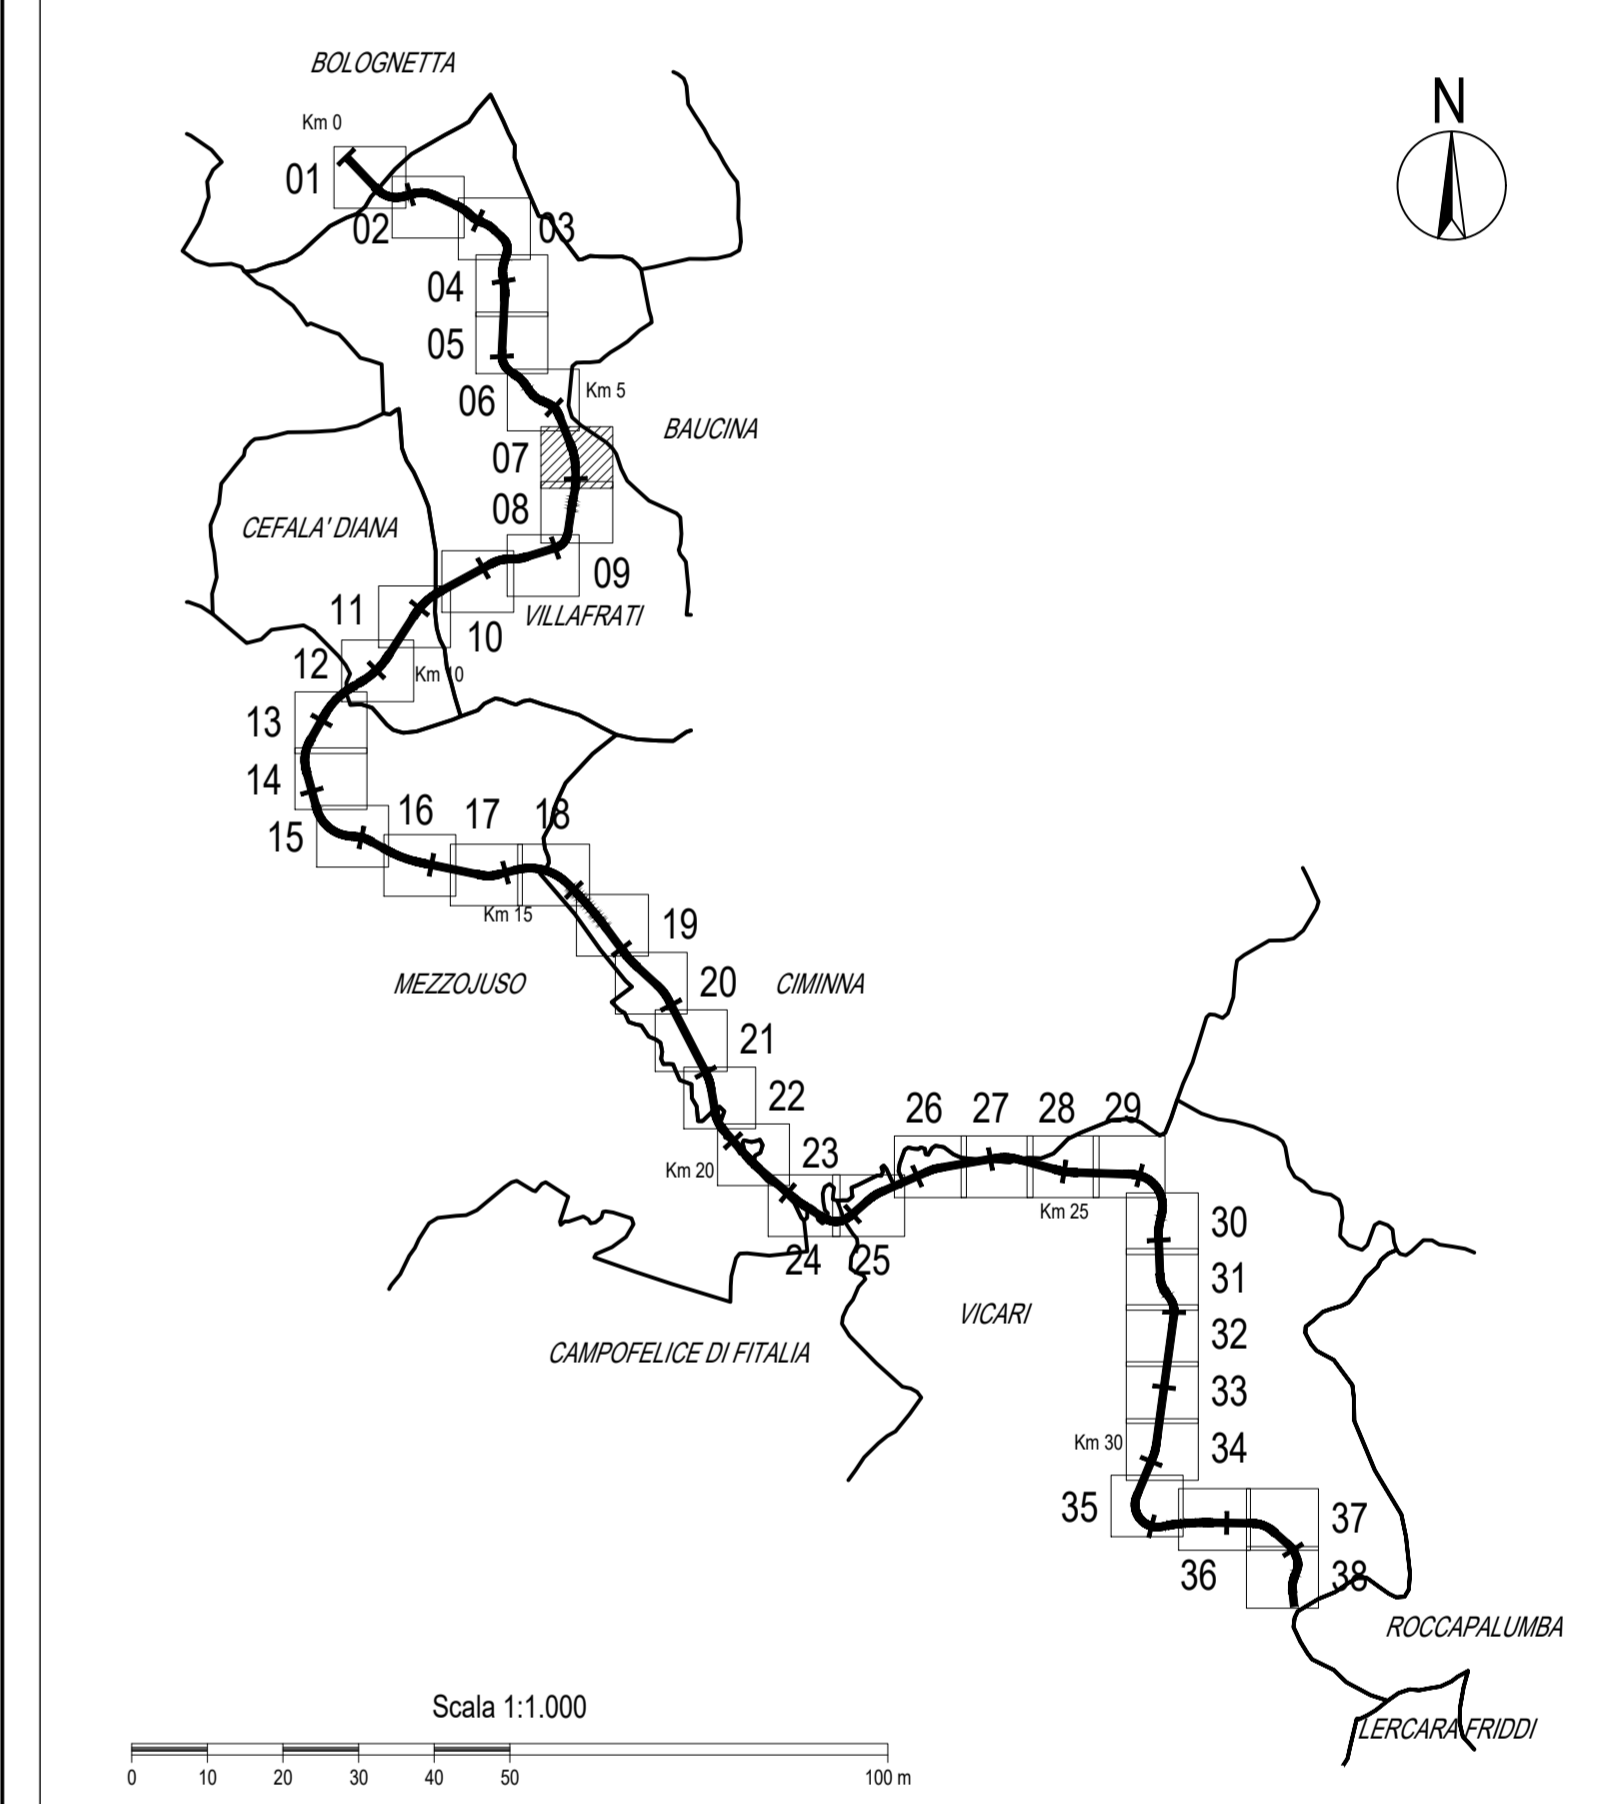 BOLOGNETTA
N
Km 0
01
02
03
04
05
06
Km 5
BAUCINA
07
08
CEFALA' DIANA
09
11
VILLAFRATI
10
12
Km 10
13
14
15
16
17
18
Km 15
19
MEZZOJUSO
20
CIMINNA
21
22
26
27
28
29
23
Km 20
Km 25
30
24
25
31
VICARI
32
CAMPOFELICE DI FITALIA
33
Km 30
34
35
37
36
38
ROCCAPALUMBA
Scala 1:1.000
LERCARA FRIDDI
0 10 20 30 40 50 100 m